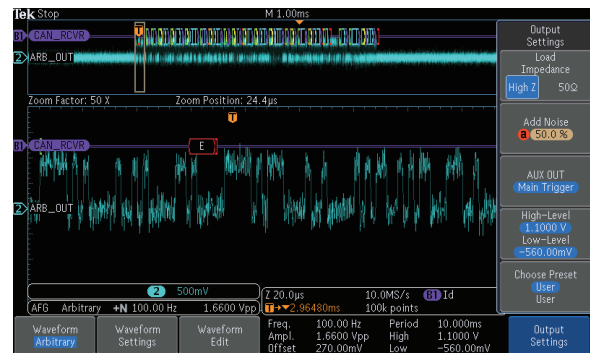 Tek Stop M 1.00ms
B1 CAN_RCVR
T
2 ARB_OUT
Zoom Factor: 50 X Zoom Position: 24.4μs
T
B1 CAN_RCVR E
2 ARB_OUT
2 500mV
Z 20.0μs 10.0MS/s B1 Id
T→▼2.96480ms 100k points
AFG Arbitrary +N 100.00 Hz 1.6600 Vpp
Waveform
Arbitrary
Waveform
Settings
Waveform
Edit
Freq. 100.00 Hz Period 10.000ms
Ampl. 1.6600 Vpp High 1.1000 V
Offset 270.00mV Low -560.00mV
Output
Settings
Output
Settings
Load
Impedance
High Z 50Ω
Add Noise
a 50.0 %
AUX OUT
Main Trigger
High-Level
1.1000 V
Low-Level
-560.00mV
Choose Preset
User
User